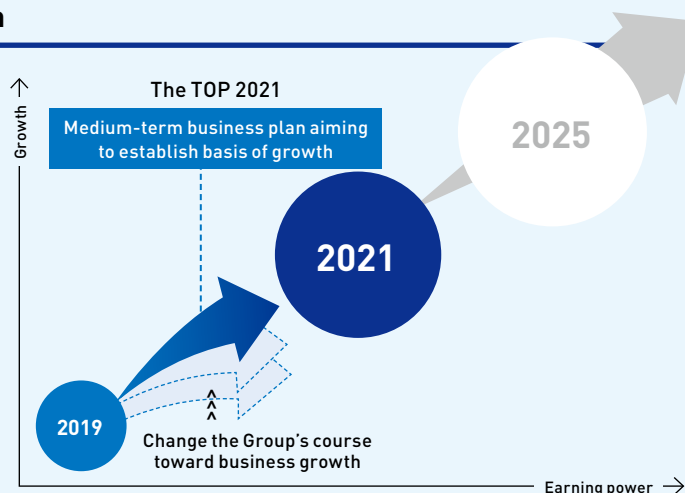 The TOP 2021
Medium-term business plan aiming
to establish basis of growth
Growth
2025
2021
2019
Change the Group's course
toward business growth
Earning power